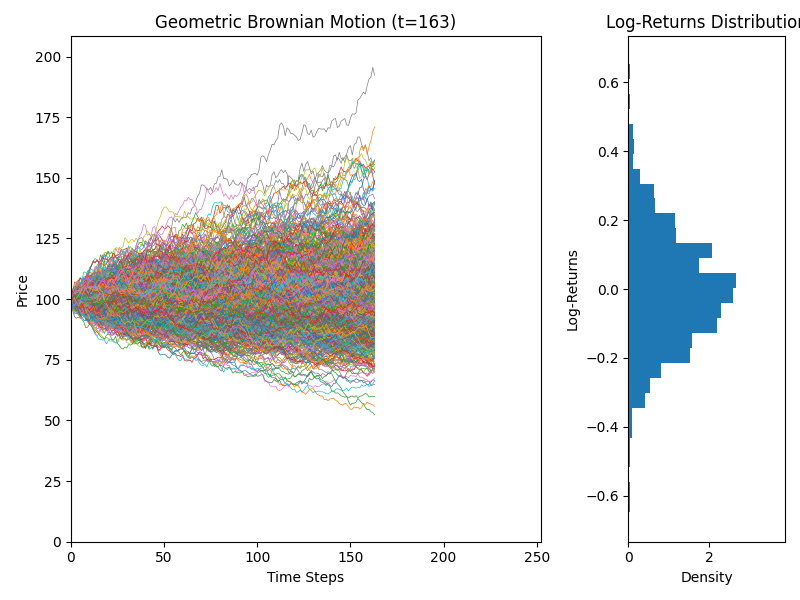 Geometric Brownian Motion (t=163)
Price
200
175
150
125
100
75
50
25
0
0 50 100 150 200 250
Time Steps
Log-Returns Distribution
Log-Returns
0.6
0.4
0.2
0.0
−0.2
−0.4
−0.6
0 2
Density